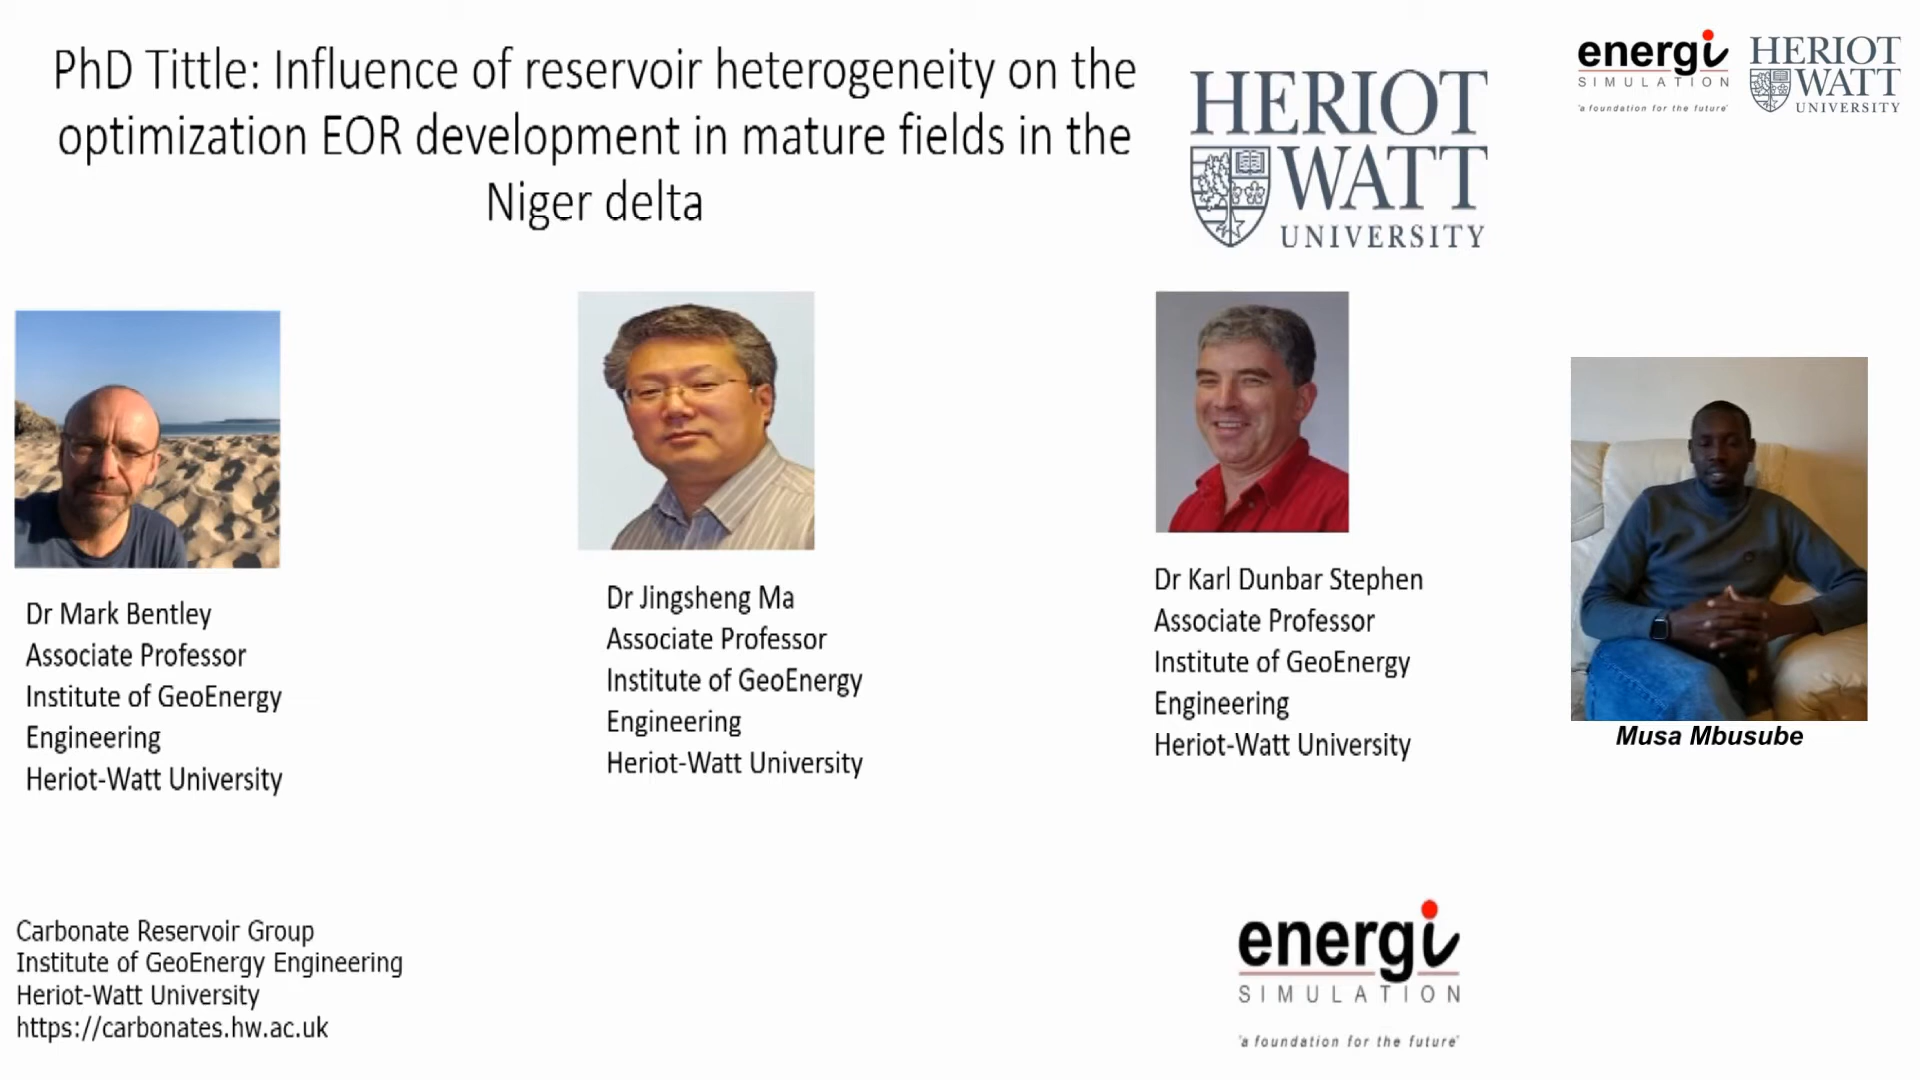 PhD Tittle: Influence of reservoir heterogeneity on the
optimization EOR development in mature fields in the
Niger delta
HERIOT
WATT
UNIVERSITY
energi
SIMULATION
'a foundation for the future'
HERIOT
WATT
UNIVERSITY
Dr Mark Bentley
Associate Professor
Institute of GeoEnergy
Engineering
Heriot-Watt University
Dr Jingsheng Ma
Associate Professor
Institute of GeoEnergy
Engineering
Heriot-Watt University
Dr Karl Dunbar Stephen
Associate Professor
Institute of GeoEnergy
Engineering
Heriot-Watt University
Musa Mbusube
Carbonate Reservoir Group
Institute of GeoEnergy Engineering
Heriot-Watt University
https://carbonates.hw.ac.uk
energi
SIMULATION
'a foundation for the future'